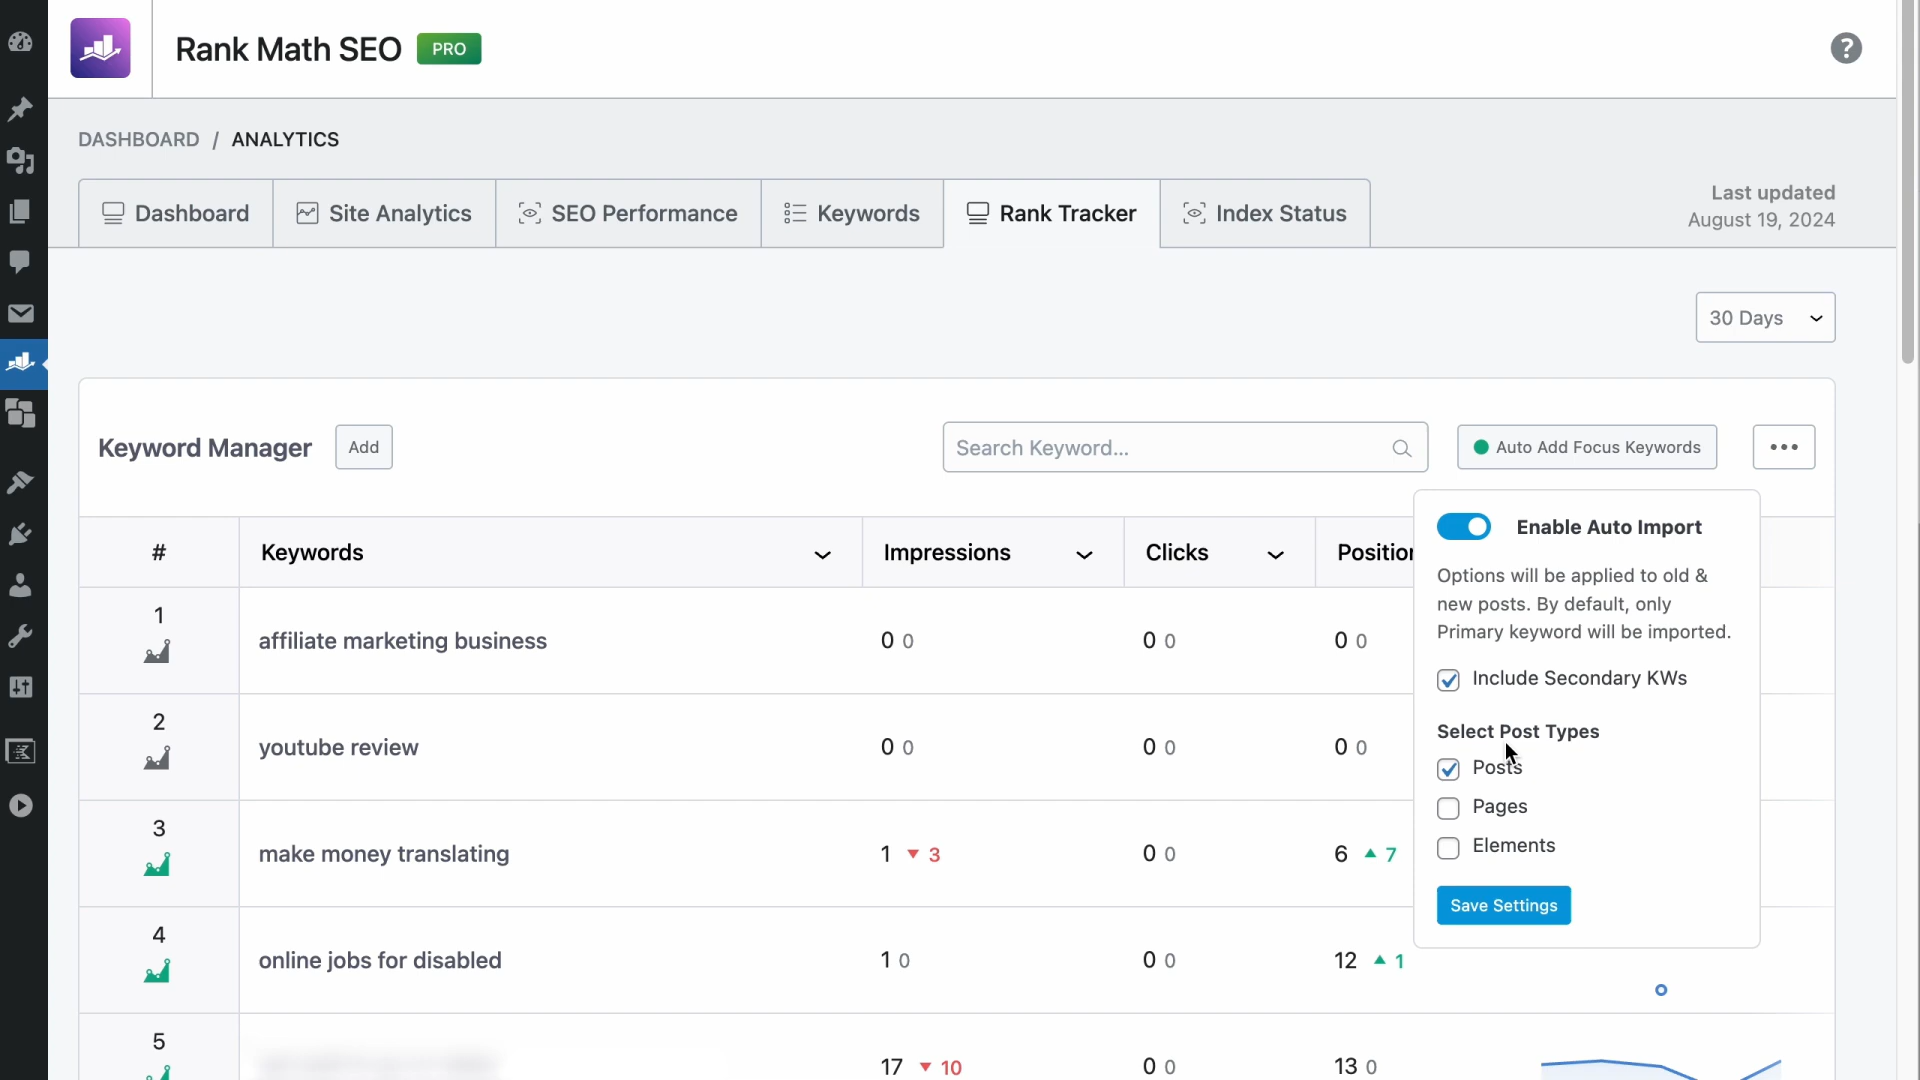 Rank Math SEO PRO
?
DASHBOARD / ANALYTICS
Dashboard
Site Analytics
SEO Performance
Keywords
Rank Tracker
Index Status
Last updated
August 19, 2024
30 Days
Keyword Manager
Add
Search Keyword...
Auto Add Focus Keywords
# Keywords Impressions Clicks Position
1 affiliate marketing business 0 0 0 0 0 0
2 youtube review 0 0 0 0 0 0
3 make money translating 1 ▼ 3 0 0 6 ▲ 7
4 online jobs for disabled 1 0 0 0 12 ▲ 1
5 17 ▼ 10 0 0 13 0
Enable Auto Import
Options will be applied to old &
new posts. By default, only
Primary keyword will be imported.
Include Secondary KWs
Select Post Types
Posts
Pages
Elements
Save Settings